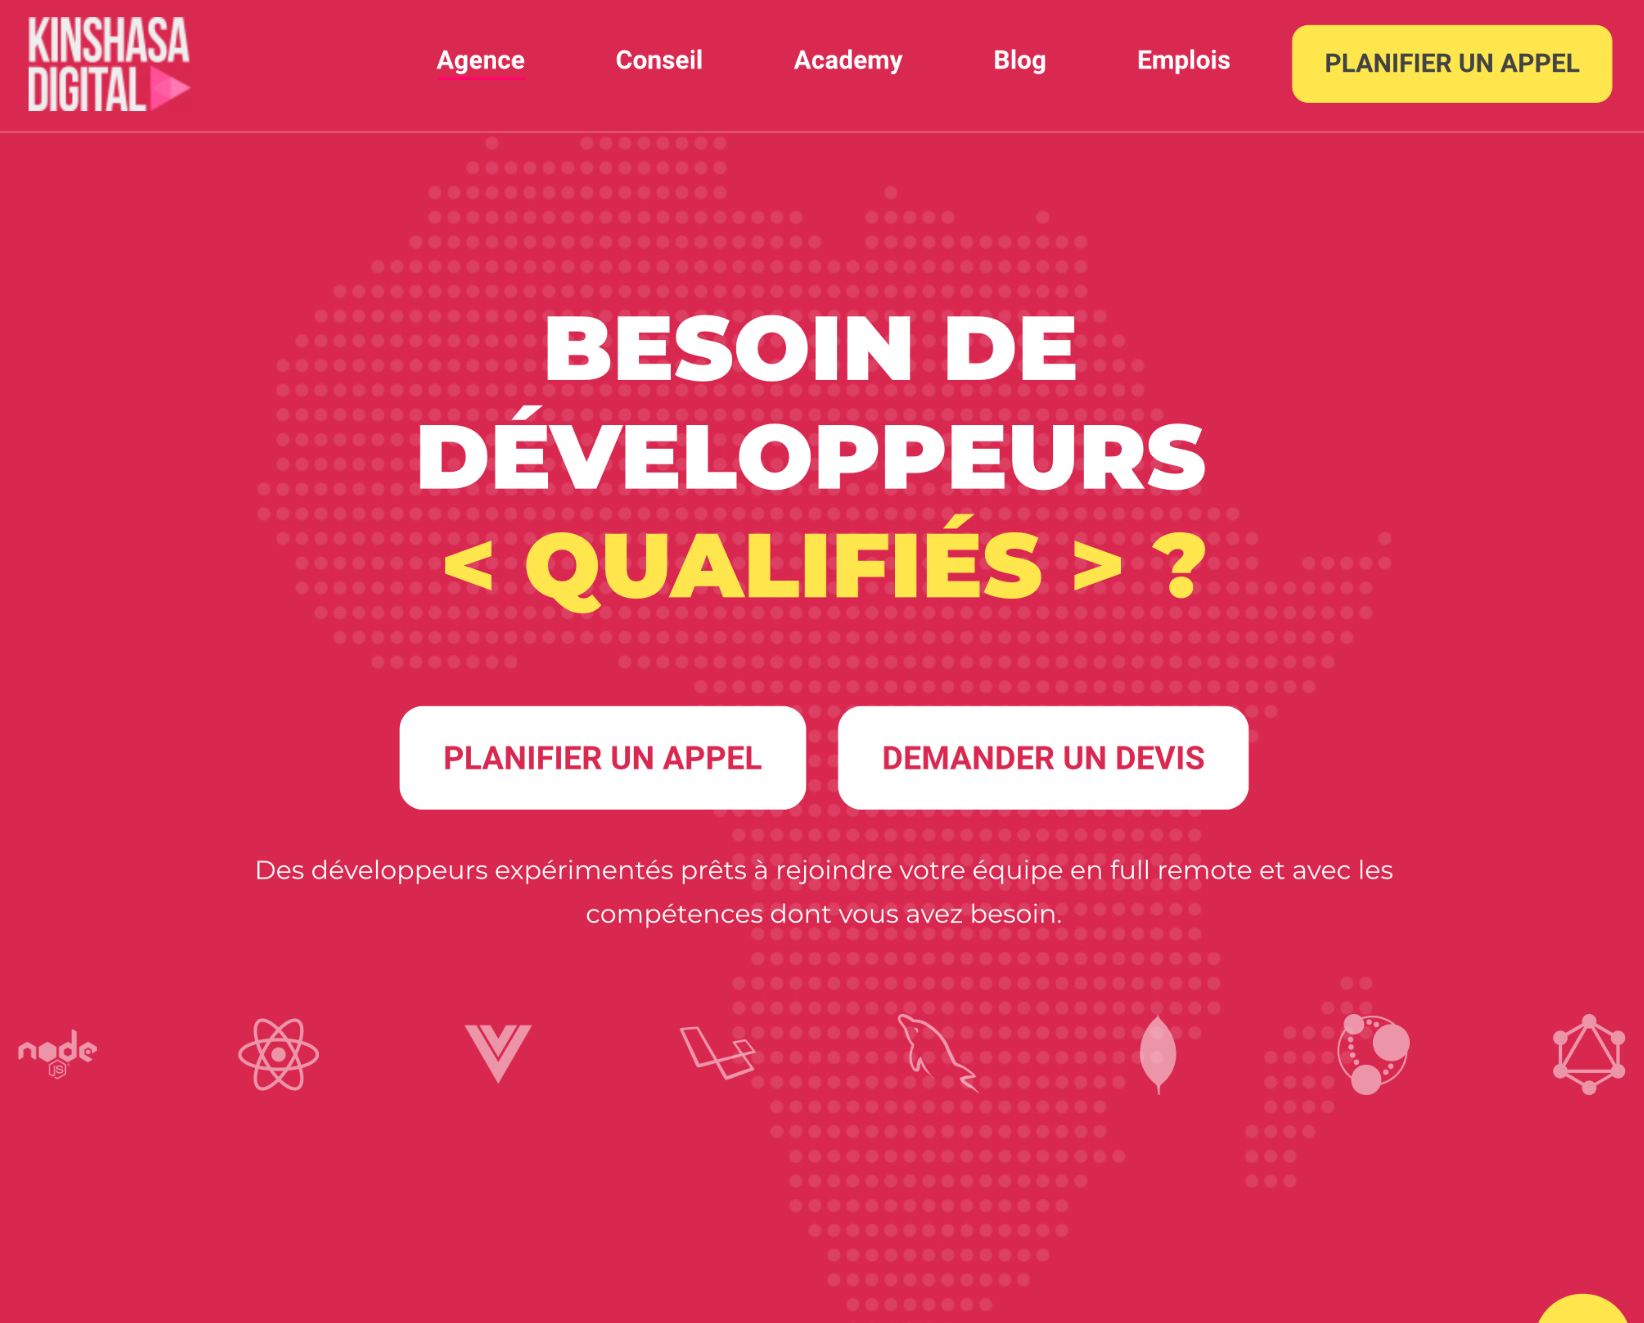 KINSHASA
DIGITAL
Agence
Conseil
Academy
Blog
Emplois
PLANIFIER UN APPEL
BESOIN DE
DÉVELOPPEURS
< QUALIFIÉS > ?
PLANIFIER UN APPEL
DEMANDER UN DEVIS
Des développeurs expérimentés prêts à rejoindre votre équipe en full remote et avec les
compétences dont vous avez besoin.
node
JS